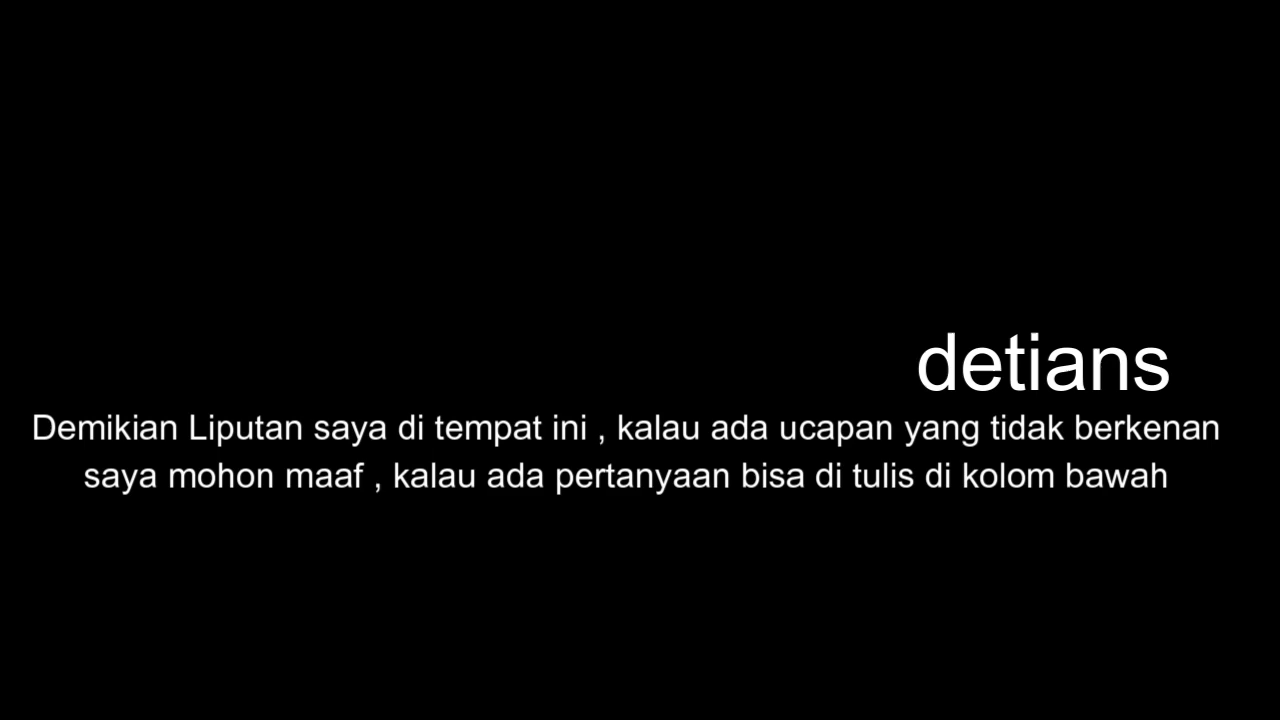 detians
Demikian Liputan saya di tempat ini , kalau ada ucapan yang tidak berkenan
saya mohon maaf , kalau ada pertanyaan bisa di tulis di kolom bawah